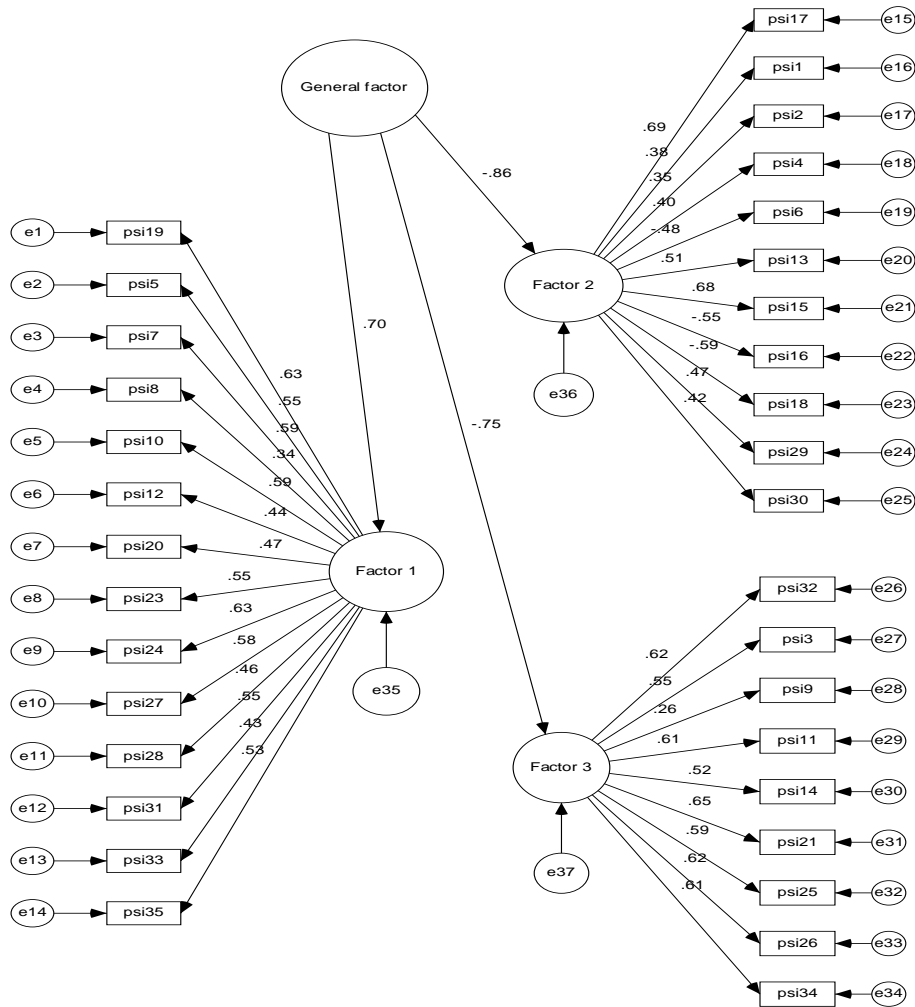 General factor
-.86
.70
-.75
e1
psi19
e2
psi5
e3
psi7
e4
psi8
e5
psi10
e6
psi12
e7
psi20
e8
psi23
e9
psi24
e10
psi27
e11
psi28
e12
psi31
e13
psi33
e14
psi35
.63
.55
.59
.34
.59
.44
.47
.55
.63
.58
.46
.55
.43
.53
Factor 1
e35
psi17
e15
psi1
e16
psi2
e17
psi4
e18
psi6
e19
psi13
e20
psi15
e21
psi16
e22
psi18
e23
psi29
e24
psi30
e25
.69
.38
.35
.40
-.48
.51
.68
-.55
-.59
.47
.42
Factor 2
e36
psi32
e26
psi3
e27
psi9
e28
psi11
e29
psi14
e30
psi21
e31
psi25
e32
psi26
e33
psi34
e34
.62
.55
.26
.61
.52
.65
.59
.62
.61
Factor 3
e37